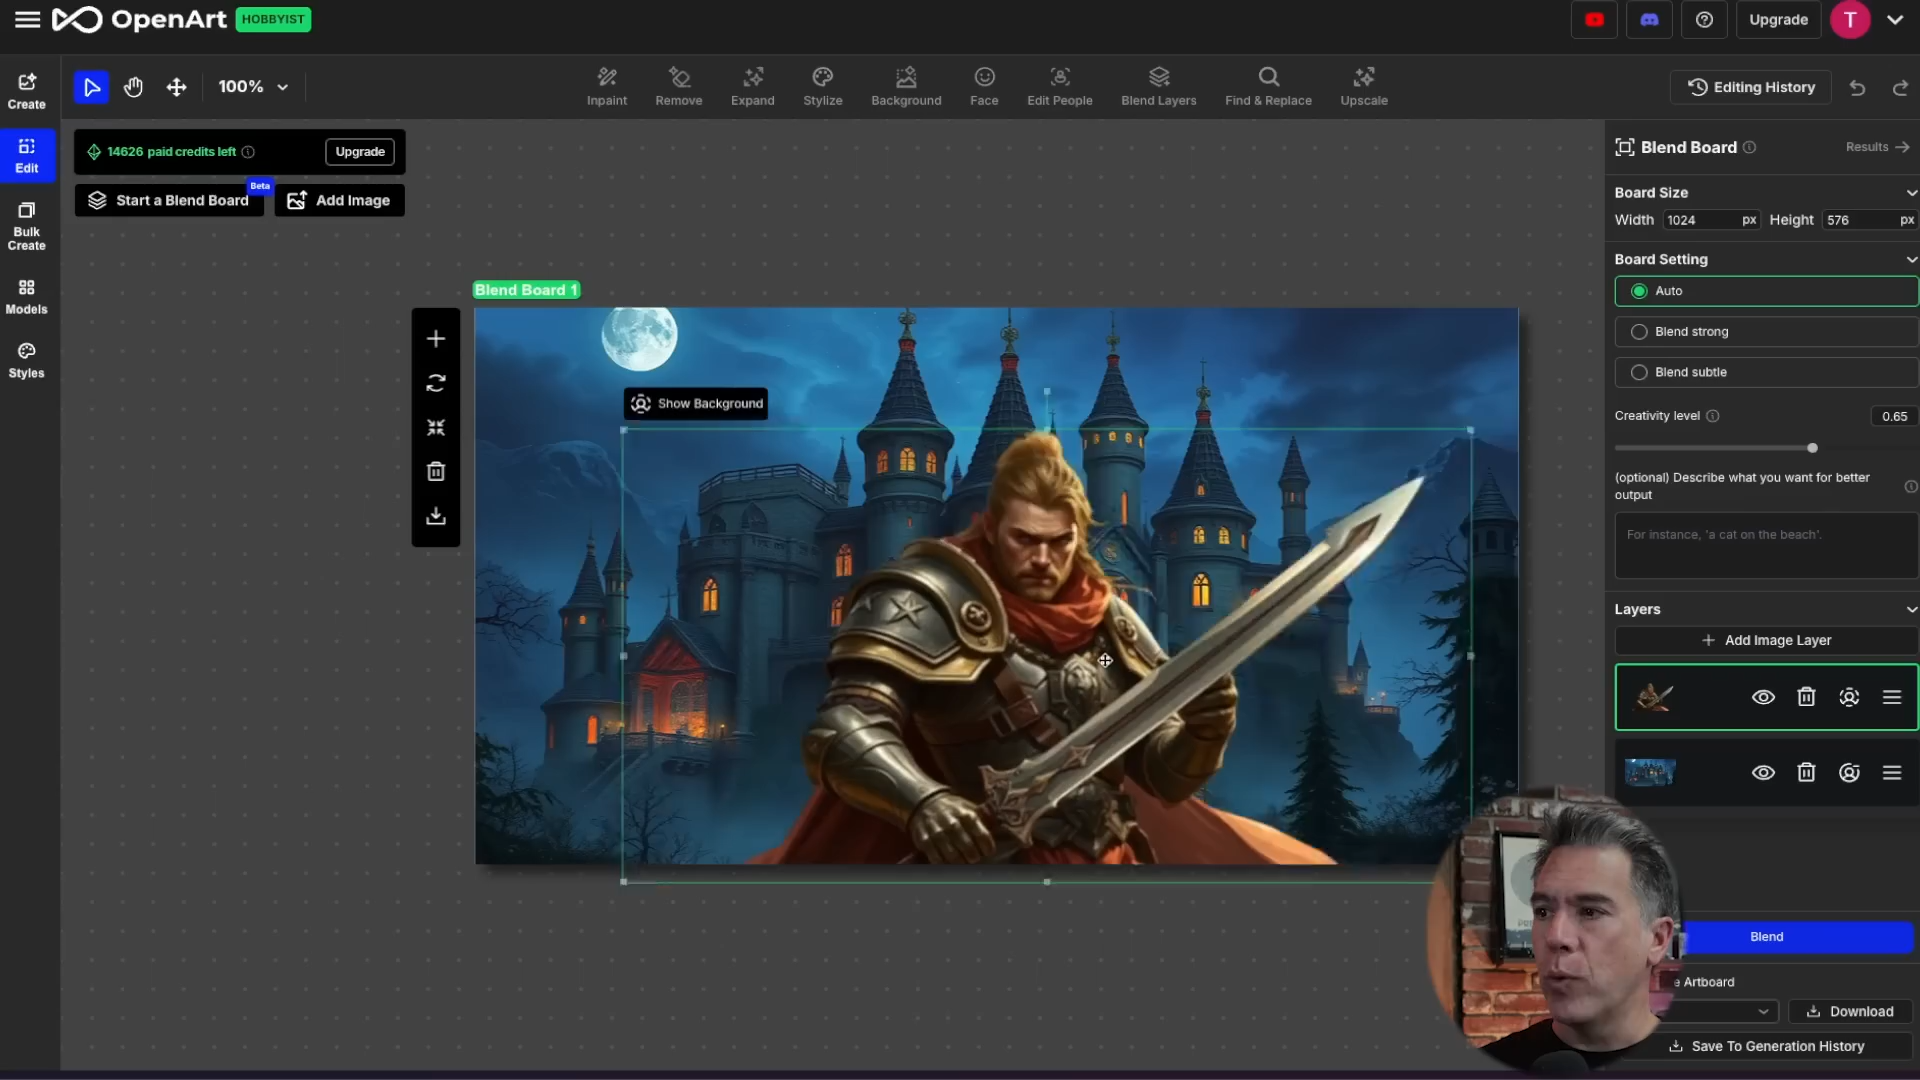 OpenArt HOBBYIST
Upgrade
T
Create
Edit
Bulk
Create
Models
Styles
100%
Inpaint
Remove
Expand
Stylize
Background
Face
Edit People
Blend Layers
Find & Replace
Upscale
Editing History
14626 paid credits left
Upgrade
Beta
Start a Blend Board
Add Image
Blend Board 1
Show Background
Blend Board
Results
Board Size
Width 1024 px Height 576 px
Board Setting
Auto
Blend strong
Blend subtle
Creativity level 0.65
(optional) Describe what you want for better
output
For instance, 'a cat on the beach'.
Layers
Add Image Layer
Blend
e Artboard
Download
Save To Generation History